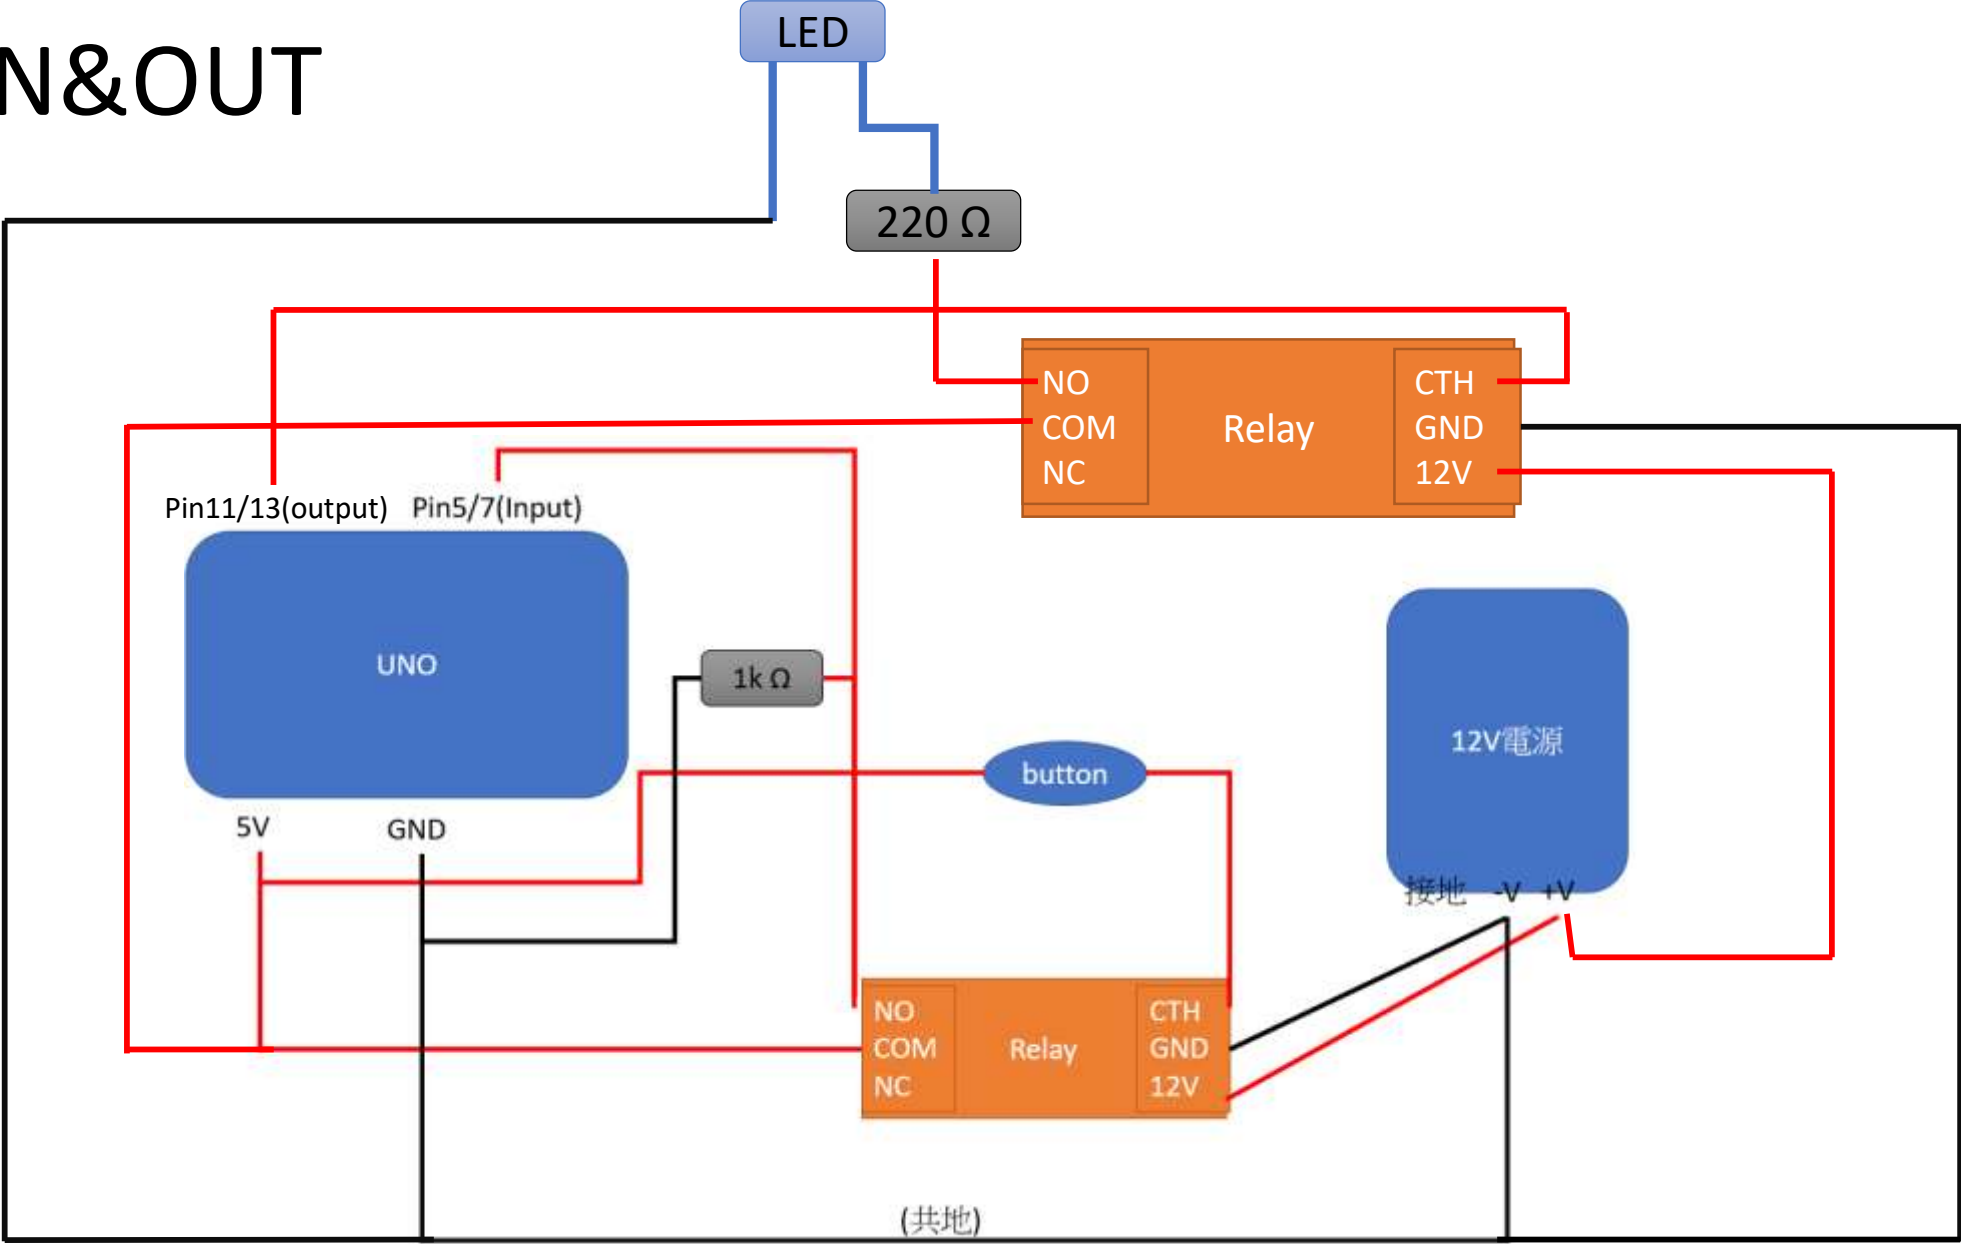 LED
N&OUT
220 Ω
NO
COM
NC
Relay
CTH
GND
12V
Pin11/13(output)
Pin5/7(Input)
UNO
1k Ω
button
12V電源
5V
GND
接地 -V +V
NO
COM
NC
Relay
CTH
GND
12V
(共地)